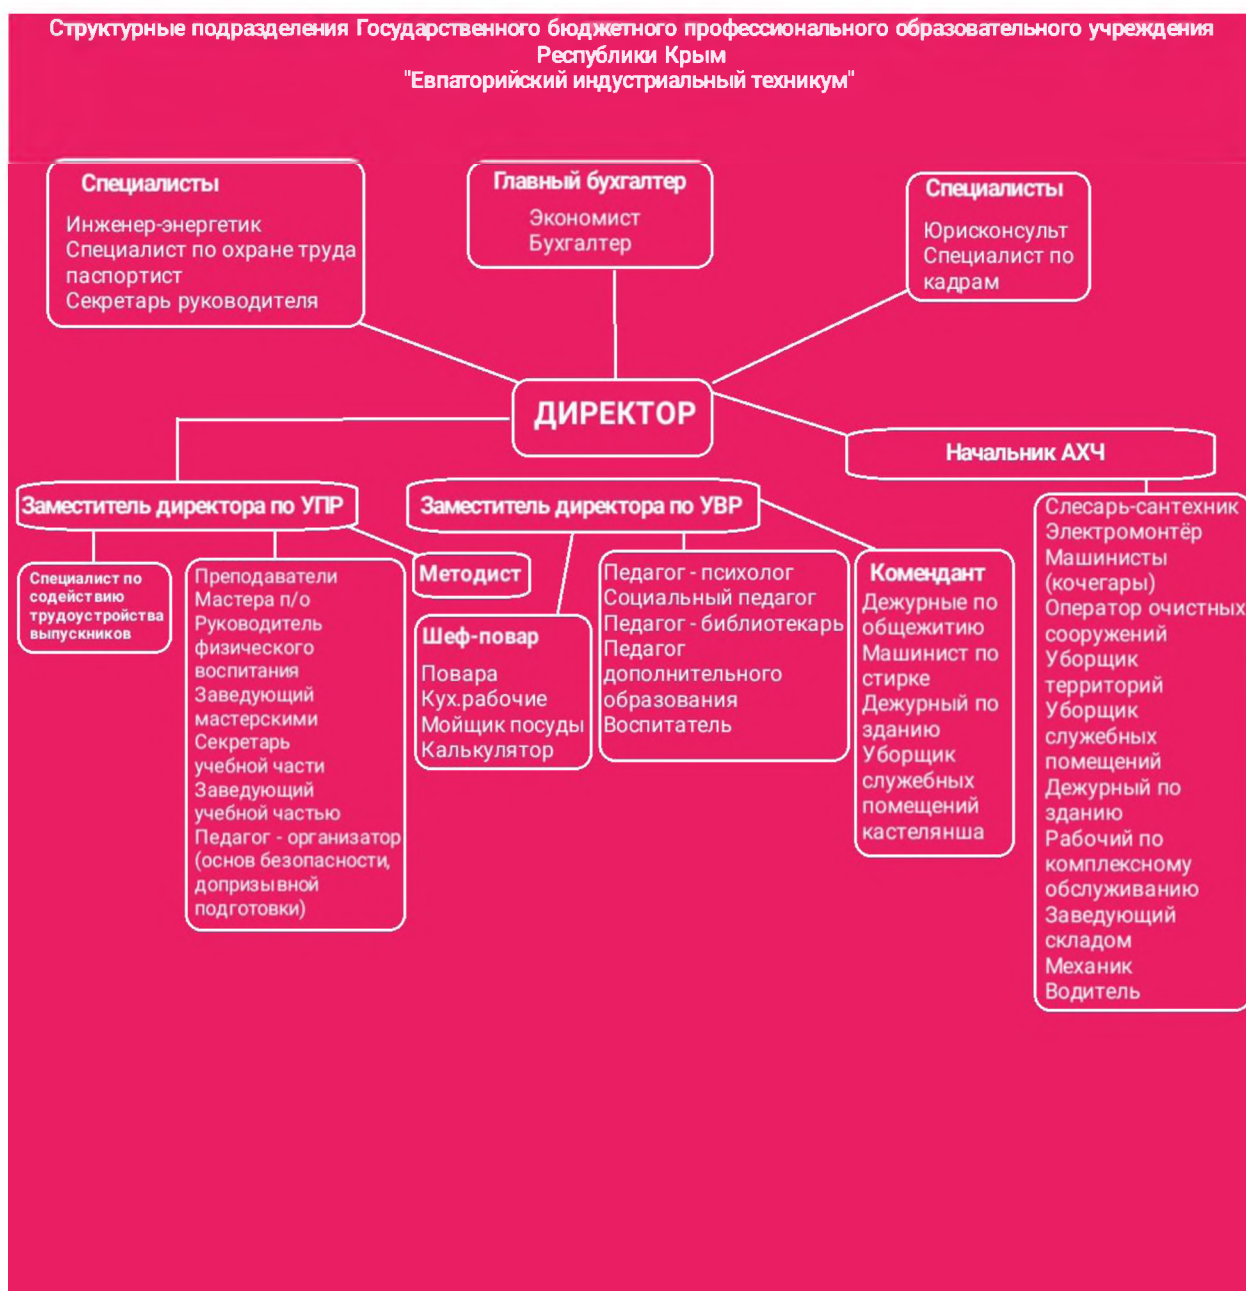 Структурные подразделения Государственного бюджетного профессионального образовательного учреждения
Республики Крым
"Евпаторийский индустриальный техникум"
Специалисты
Инженер-энергетик
Специалист по охране труда
паспортист
Секретарь руководителя
Главный бухгалтер
Экономист
Бухгалтер
Специалисты
Юрисконсульт
Специалист по
кадрам
ДИРЕКТОР
Начальник АХЧ
Заместитель директора по УПР
Заместитель директора по УВР
Специалист по
содействию
трудоустройства
выпускников
Преподаватели
Мастера п/о
Руководитель
физического
воспитания
Заведующий
мастерскими
Секретарь
учебной части
Заведующий
учебной частью
Педагог - организатор
(основ безопасности,
допризывной
подготовки)
Методист
Шеф-повар
Повара
Кух.рабочие
Мойщик посуды
Калькулятор
Педагог - психолог
Социальный педагог
Педагог - библиотекарь
Педагог
дополнительного
образования
Воспитатель
Комендант
Дежурные по
общежитию
Машинист по
стирке
Дежурный по
зданию
Уборщик
служебных
помещений
кастелянша
Слесарь-сантехник
Электромонтёр
Машинисты
(кочегары)
Оператор очистных
сооружений
Уборщик
территорий
Уборщик
служебных
помещений
Дежурный по
зданию
Рабочий по
комплексному
обслуживанию
Заведующий
складом
Механик
Водитель